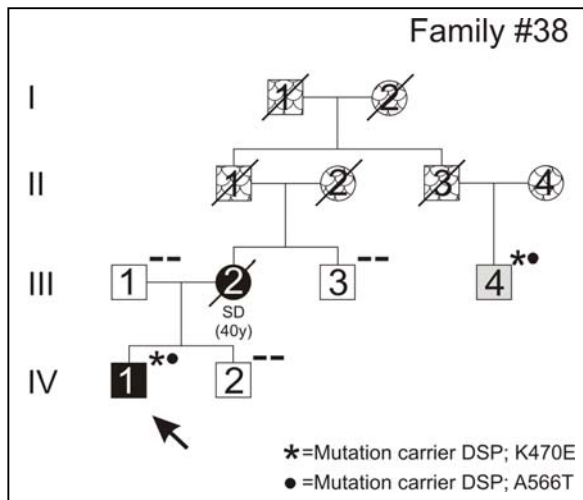 Family #38
I
1 2
II
1 2 3 4
III
1 -- 2 3 -- 4 *•
SD
(40y)
IV
1 *• 2 --
*=Mutation carrier DSP; K470E
•=Mutation carrier DSP; A566T